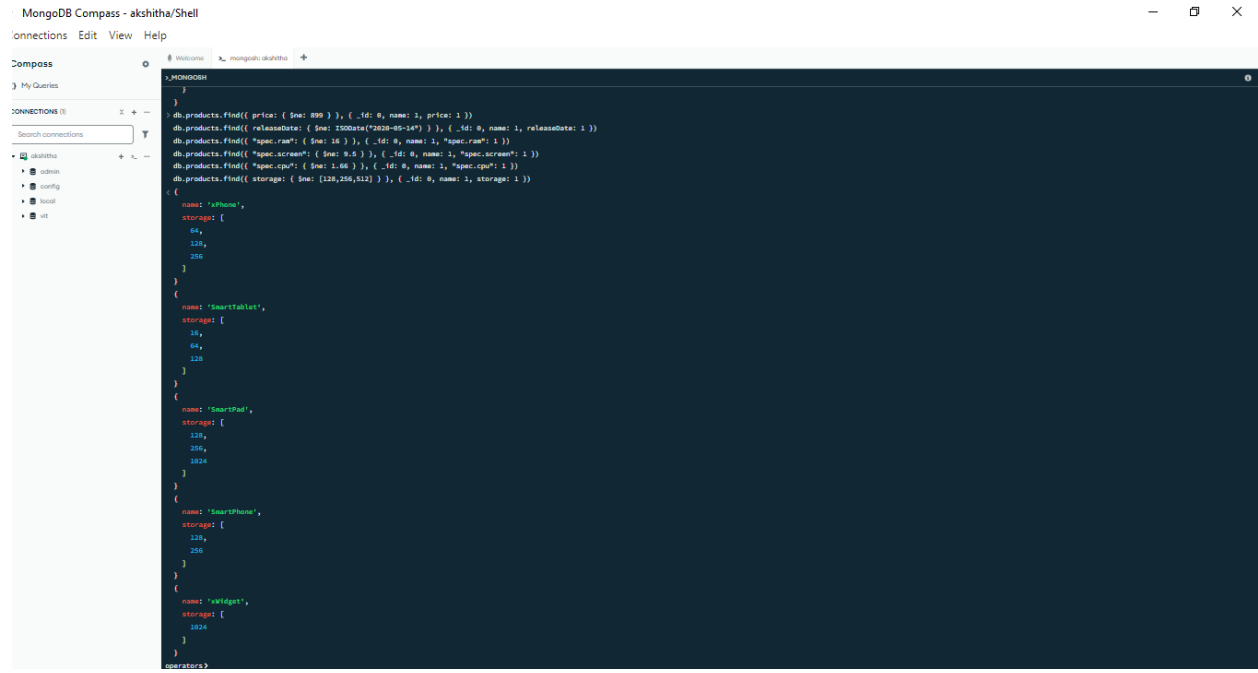 MongoDB Compass - akshitha/Shell
Connections Edit View Help
Compass
Welcome
mongosh: akshitha
+
{} My Queries
>_MONGOSH
CONNECTIONS (1)
Search connections
akshitha
admin
config
local
vit
}
}
> db.products.find({ price: { $ne: 899 } }, { _id: 0, name: 1, price: 1 })
db.products.find({ releaseDate: { $ne: ISODate("2020-05-14") } }, { _id: 0, name: 1, releaseDate: 1 })
db.products.find({ "spec.ram": { $ne: 16 } }, { _id: 0, name: 1, "spec.ram": 1 })
db.products.find({ "spec.screen": { $ne: 9.5 } }, { _id: 0, name: 1, "spec.screen": 1 })
db.products.find({ "spec.cpu": { $ne: 1.66 } }, { _id: 0, name: 1, "spec.cpu": 1 })
db.products.find({ storage: { $ne: [128,256,512] } }, { _id: 0, name: 1, storage: 1 })
< {
name: 'xPhone',
storage: [
64,
128,
256
]
}
{
name: 'SmartTablet',
storage: [
16,
64,
128
]
}
{
name: 'SmartPad',
storage: [
128,
256,
1024
]
}
{
name: 'SmartPhone',
storage: [
128,
256
]
}
{
name: 'xWidget',
storage: [
1024
]
}
operators>